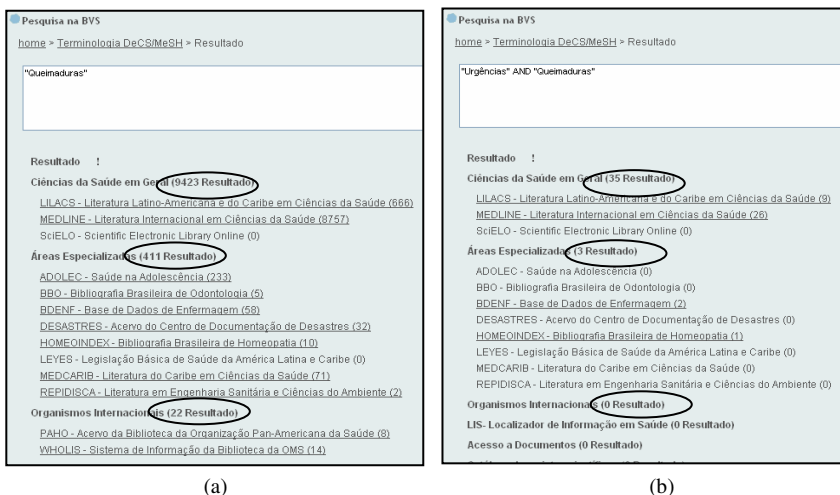 Pesquisa na BVS
home > Terminologia DeCS/MeSH > Resultado
"Queimaduras"
Resultado !
Ciências da Saúde em Geral (9423 Resultado)
LILACS - Literatura Latino-Americana e do Caribe em Ciências da Saúde (666)
MEDLINE - Literatura Internacional em Ciências da Saúde (8757)
SciELO - Scientific Electronic Library Online (0)
Áreas Especializadas (411 Resultado)
ADOLEC - Saúde na Adolescência (233)
BBO - Bibliografia Brasileira de Odontologia (5)
BDENF - Base de Dados de Enfermagem (58)
DESASTRES - Acervo do Centro de Documentação de Desastres (32)
HOMEOINDEX - Bibliografia Brasileira de Homeopatia (10)
LEYES - Legislação Básica de Saúde da América Latina e Caribe (0)
MEDCARIB - Literatura do Caribe em Ciências da Saúde (71)
REPIDISCA - Literatura em Engenharia Sanitária e Ciências do Ambiente (2)
Organismos Internacionais (22 Resultado)
PAHO - Acervo da Biblioteca da Organização Pan-Americana da Saúde (8)
WHOLIS - Sistema de Informação da Biblioteca da OMS (14)
(a)
Pesquisa na BVS
home > Terminologia DeCS/MeSH > Resultado
"Urgências" AND "Queimaduras"
Resultado !
Ciências da Saúde em Geral (35 Resultado)
LILACS - Literatura Latino-Americana e do Caribe em Ciências da Saúde (9)
MEDLINE - Literatura Internacional em Ciências da Saúde (26)
SciELO - Scientific Electronic Library Online (0)
Áreas Especializadas (3 Resultado)
ADOLEC - Saúde na Adolescência (0)
BBO - Bibliografia Brasileira de Odontologia (0)
BDENF - Base de Dados de Enfermagem (2)
DESASTRES - Acervo do Centro de Documentação de Desastres (0)
HOMEOINDEX - Bibliografia Brasileira de Homeopatia (1)
LEYES - Legislação Básica de Saúde da América Latina e Caribe (0)
MEDCARIB - Literatura do Caribe em Ciências da Saúde (0)
REPIDISCA - Literatura em Engenharia Sanitária e Ciências do Ambiente (0)
Organismos Internacionais (0 Resultado)
LIS- Localizador de Informação em Saúde (0 Resultado)
Acesso a Documentos (0 Resultado)
(b)